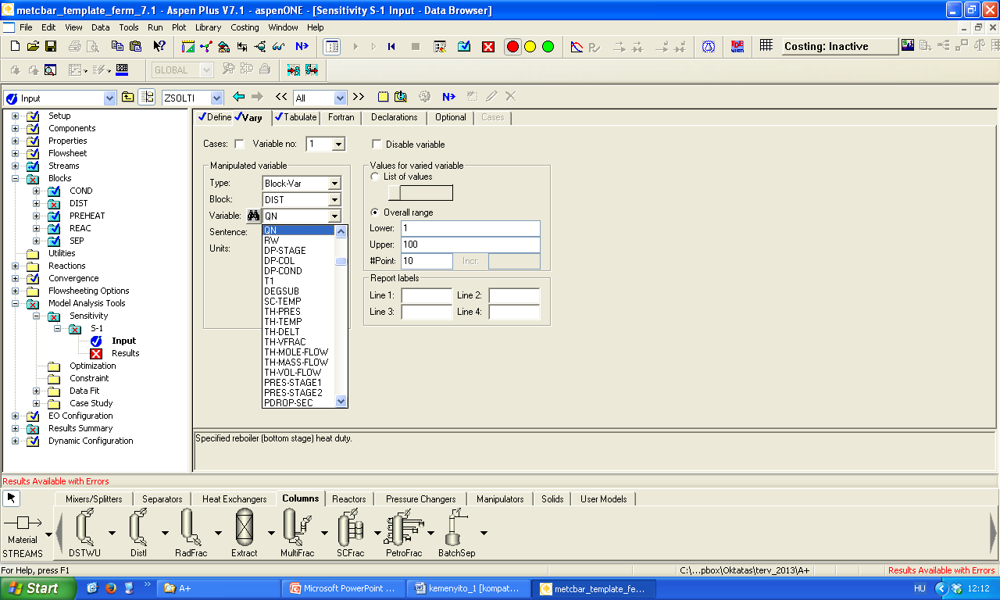 metcbar_template_ferm_7.1 - Aspen Plus V7.1 - aspenONE - [Sensitivity S-1 Input - Data Browser]
File Edit View Data Tools Run Plot Library Costing Window Help
N> Costing: Inactive
GLOBAL
Input ZSOLTI << All >> N>
Setup
Components
Properties
Flowsheet
Streams
Blocks
COND
DIST
PREHEAT
REAC
SEP
Utilities
Reactions
Convergence
Flowsheeting Options
Model Analysis Tools
Sensitivity
S-1
Input
Results
Optimization
Constraint
Data Fit
Case Study
EO Configuration
Results Summary
Dynamic Configuration
Define Vary Tabulate Fortran Declarations Optional Cases
Cases: Variable no: 1 Disable variable
Manipulated variable
Type: Block-Var
Block: DIST
Variable: QN
Sentence:
Units:
QN
RW
DP-STAGE
DP-COL
DP-COND
T1
DEGSUB
SC-TEMP
TH-PRES
TH-TEMP
TH-DELT
TH-VFRAC
TH-MOLE-FLOW
TH-MASS-FLOW
TH-VOL-FLOW
PRES-STAGE1
PRES-STAGE2
PDROP-SEC
Values for varied variable
List of values
Overall range
Lower: 1
Upper: 100
#Point: 10 Incr:
Report labels
Line 1: Line 2:
Line 3: Line 4:
Specified reboiler (bottom stage) heat duty.
Results Available with Errors
Mixers/Splitters Separators Heat Exchangers Columns Reactors Pressure Changers Manipulators Solids User Models
Material
STREAMS
DSTWU Distl RadFrac Extract MultiFrac SCFrac PetroFrac BatchSep
For Help, press F1 C:\...pbox\Oktatas\terv_2013\A+ Results Available with Errors
Start A+ Microsoft PowerPoint ... kemenyito_1 [kompat... metcbar_template_fe... HU 12:12